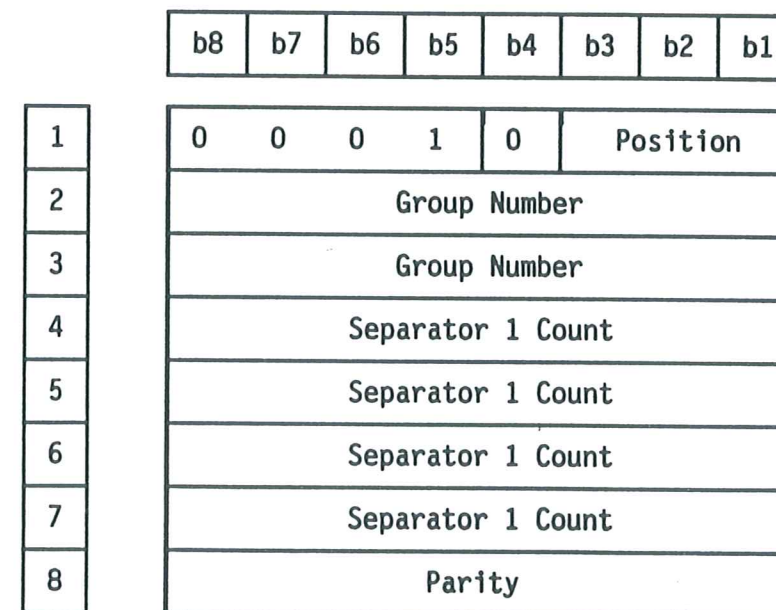 b8 b7 b6 b5 b4 b3 b2 b1
1 0 0 0 1 0 Position
2 Group Number
3 Group Number
4 Separator 1 Count
5 Separator 1 Count
6 Separator 1 Count
7 Separator 1 Count
8 Parity